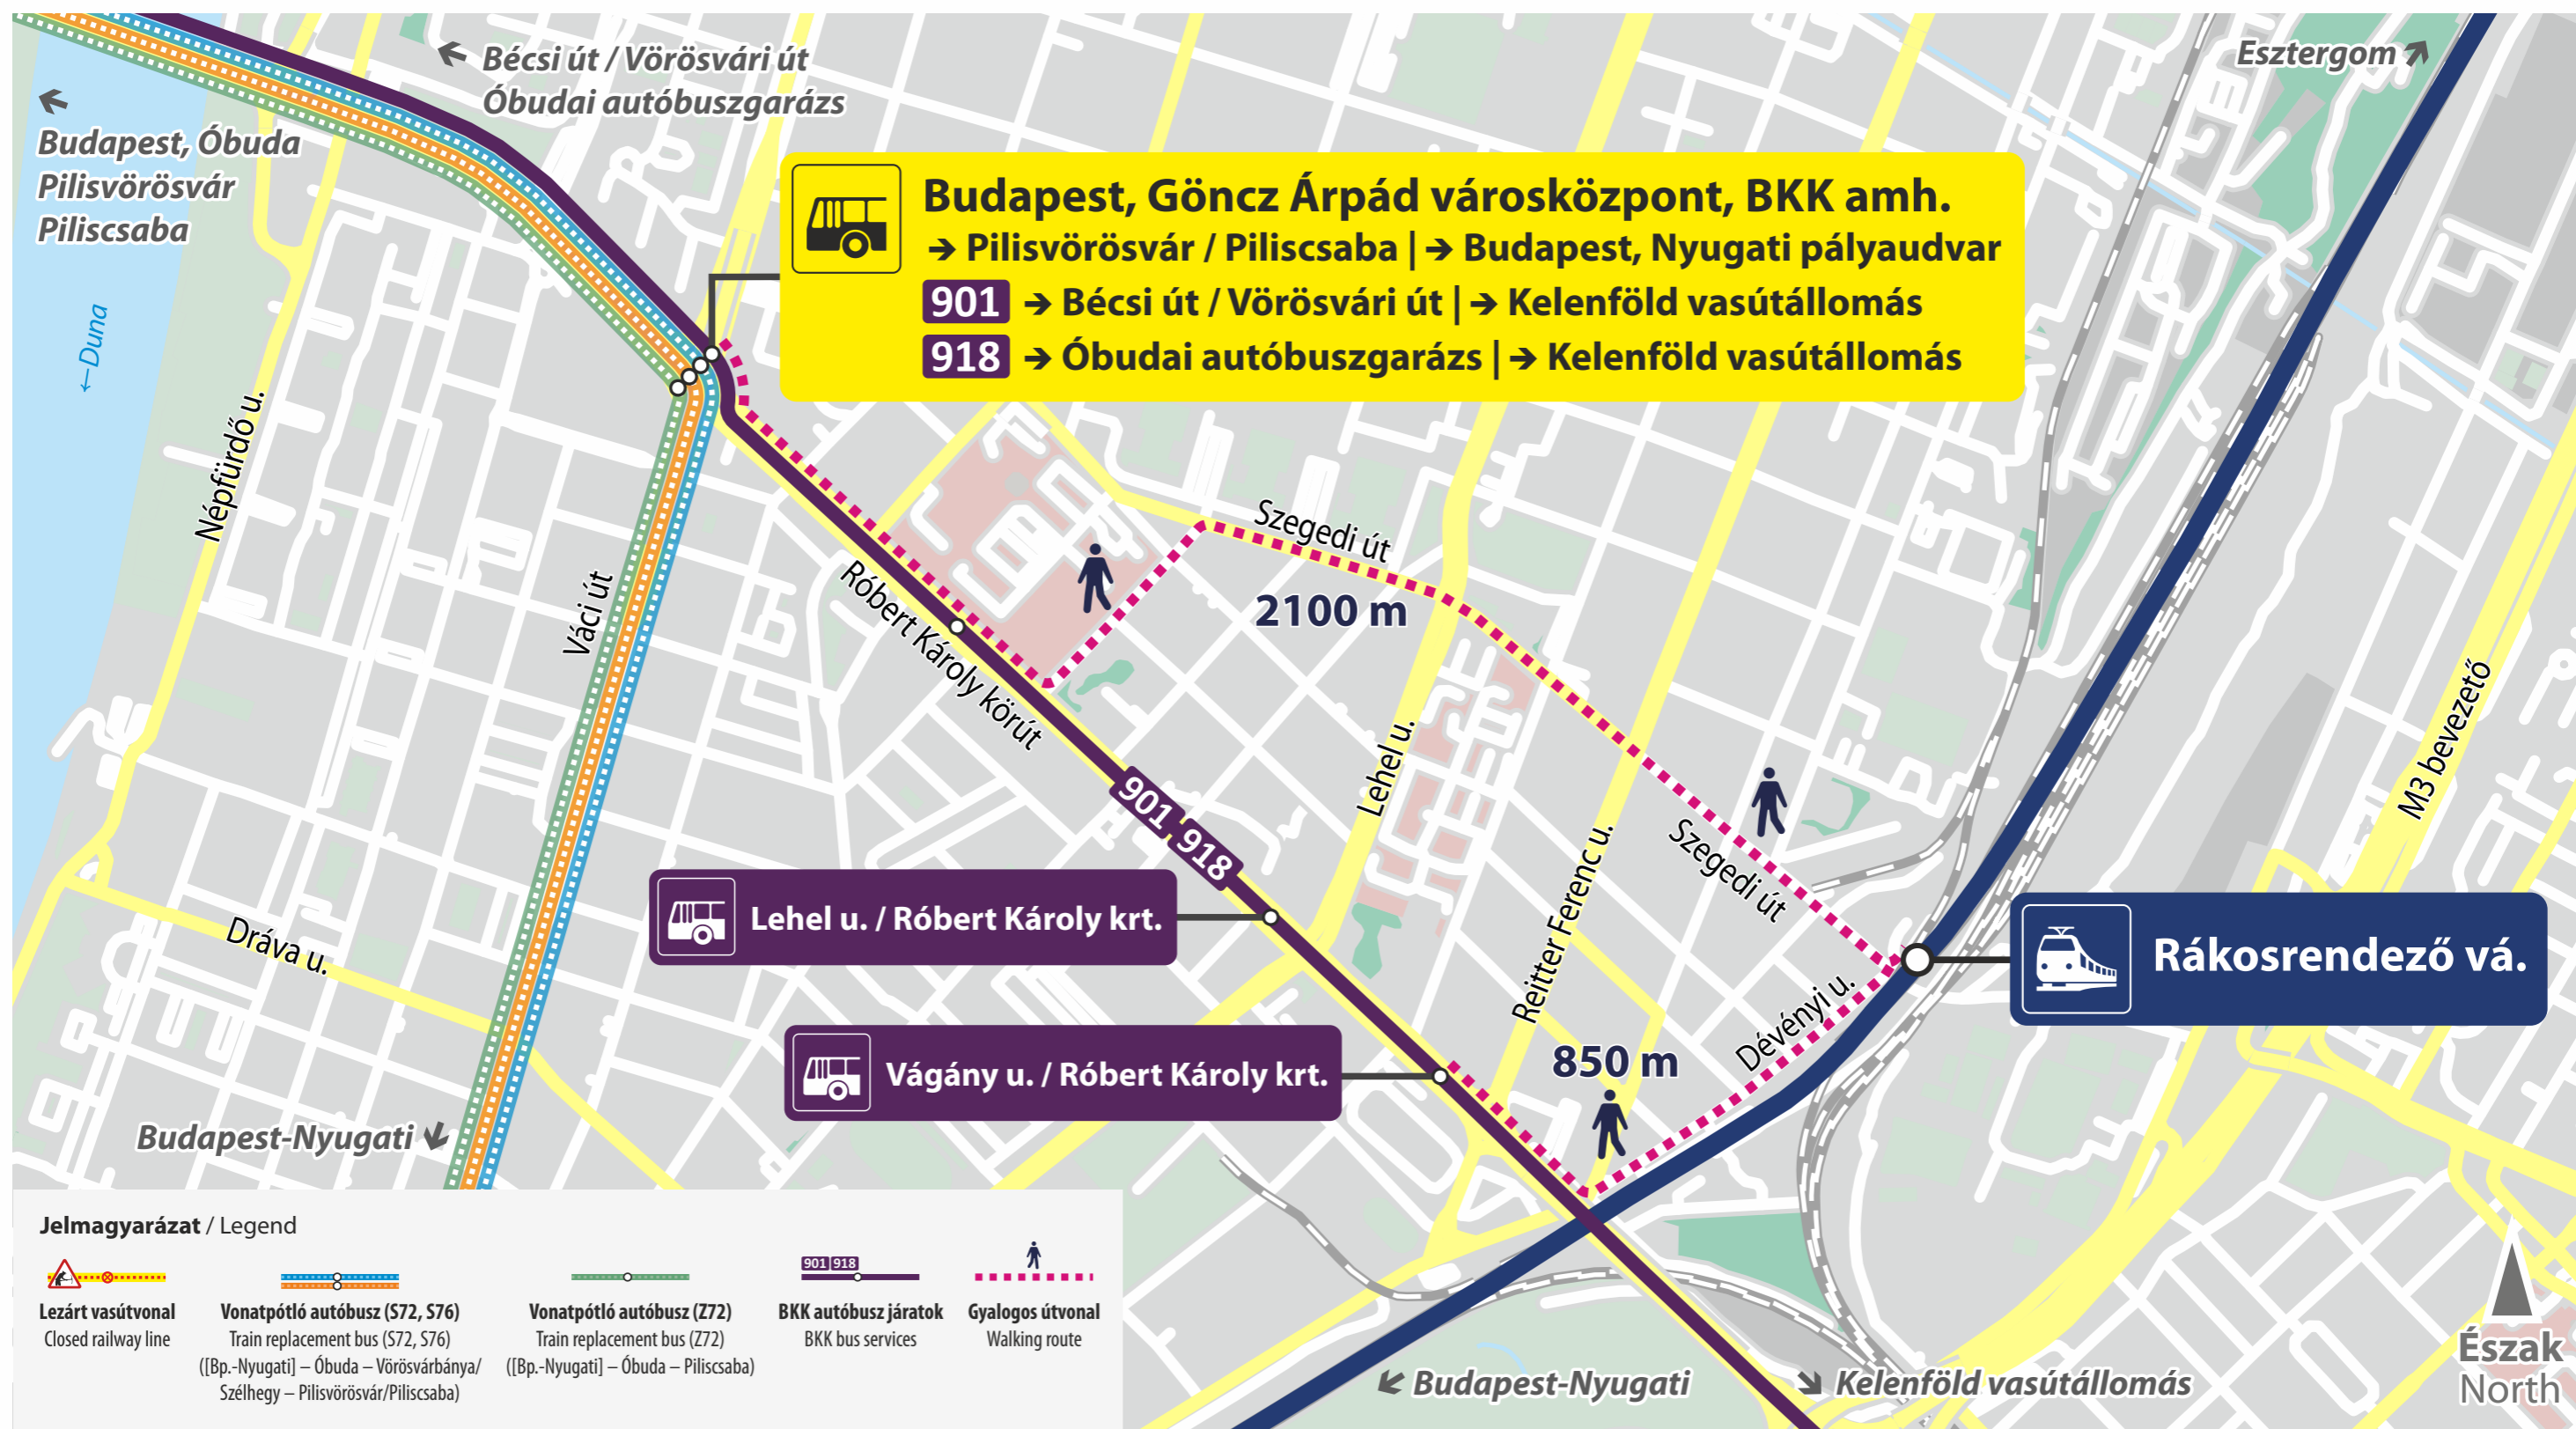 Bécsi út / Vörösvári út
Óbudai autóbuszgarázs
Esztergom
Budapest, Óbuda
Pilisvörösvár
Piliscsaba
Budapest, Göncz Árpád városközpont, BKK amh.
→ Pilisvörösvár / Piliscsaba | → Budapest, Nyugati pályaudvar
901 → Bécsi út / Vörösvári út | → Kelenföld vasútállomás
918 → Óbudai autóbuszgarázs | → Kelenföld vasútállomás
←Duna
Népfürdő u.
Váci út
Róbert Károly körút
Szegedi út
2100 m
Lehel u.
M3 bevezető
901 918
Szegedi út
Reitter Ferenc u.
Lehel u. / Róbert Károly krt.
Dráva u.
Rákosrendező vá.
Dévényi u.
Vágány u. / Róbert Károly krt.
850 m
Budapest-Nyugati
Jelmagyarázat / Legend
901 918
Lezárt vasútvonal
Closed railway line
Vonatpótló autóbusz (S72, S76)
Train replacement bus (S72, S76)
([Bp.-Nyugati] – Óbuda – Vörösvárbánya/
Szélhegy – Pilisvörösvár/Piliscsaba)
Vonatpótló autóbusz (Z72)
Train replacement bus (Z72)
([Bp.-Nyugati] – Óbuda – Piliscsaba)
BKK autóbusz járatok
BKK bus services
Gyalogos útvonal
Walking route
Budapest-Nyugati
Kelenföld vasútállomás
Észak
North